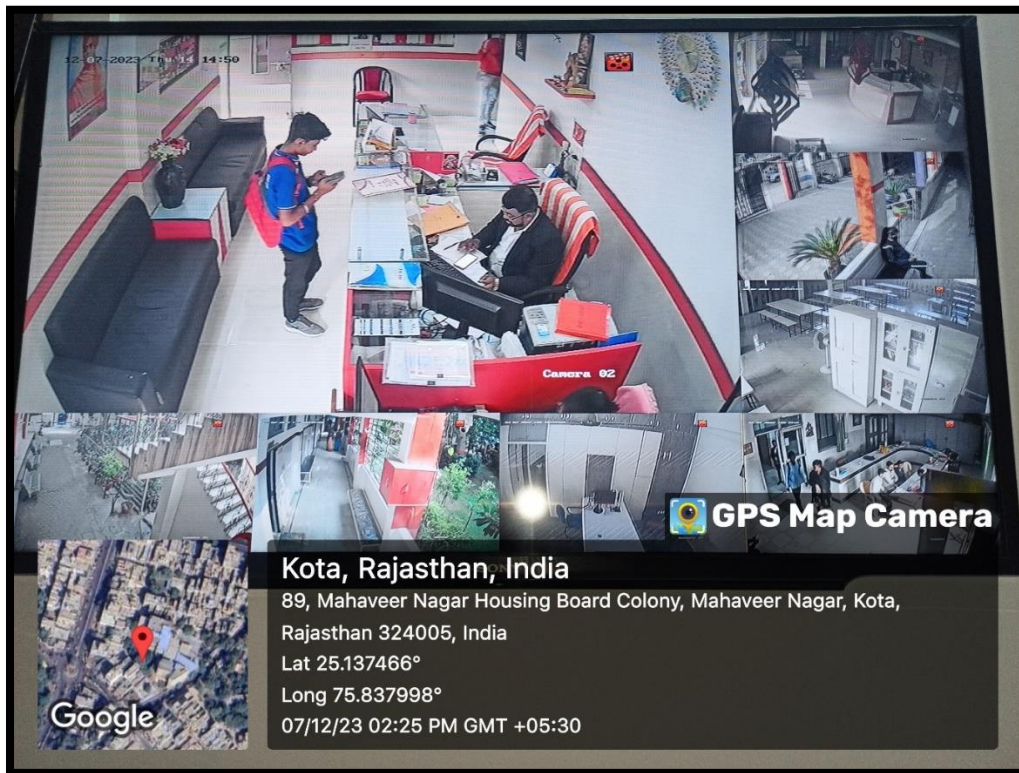 12-07-2023 Thu 14 14:50
Camera 02
GPS Map Camera
Kota, Rajasthan, India
89, Mahaveer Nagar Housing Board Colony, Mahaveer Nagar, Kota,
Rajasthan 324005, India
Lat 25.137466°
Long 75.837998°
07/12/23 02:25 PM GMT +05:30
Google